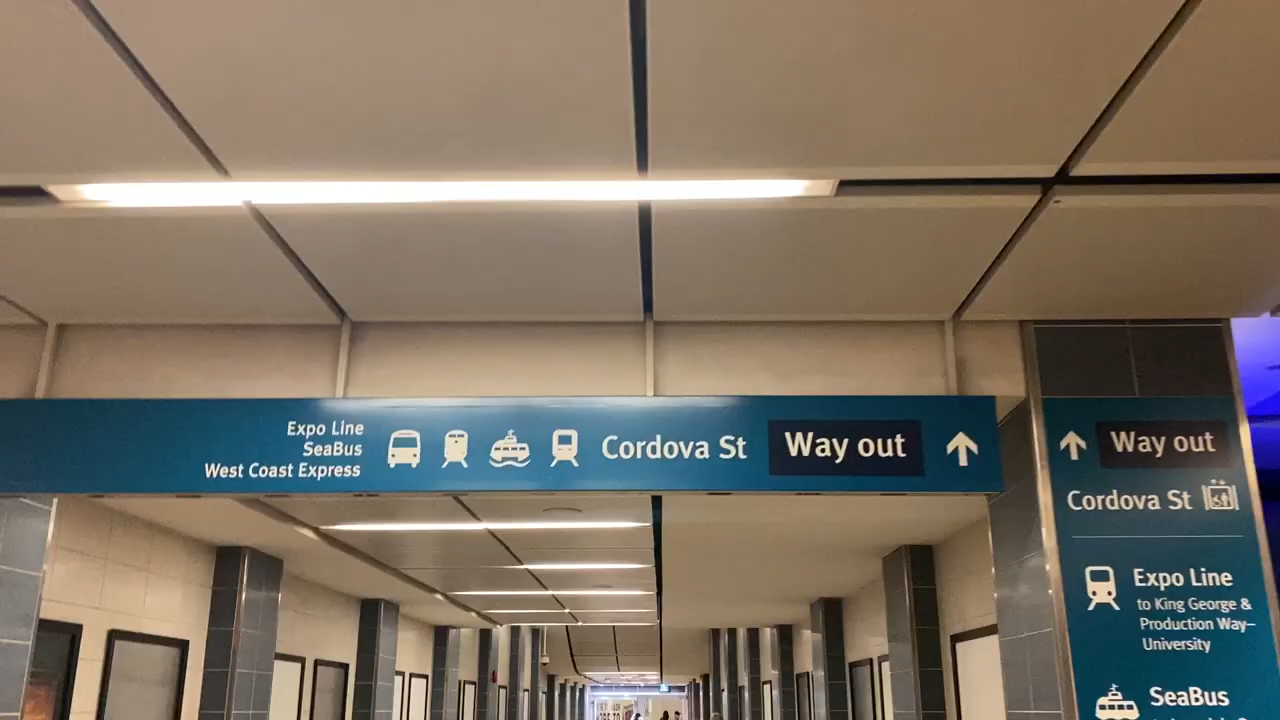 Expo Line
SeaBus
West Coast Express
Cordova St
Way out
Way out
Cordova St
Expo Line
to King George &
Production Way–
University
SeaBus